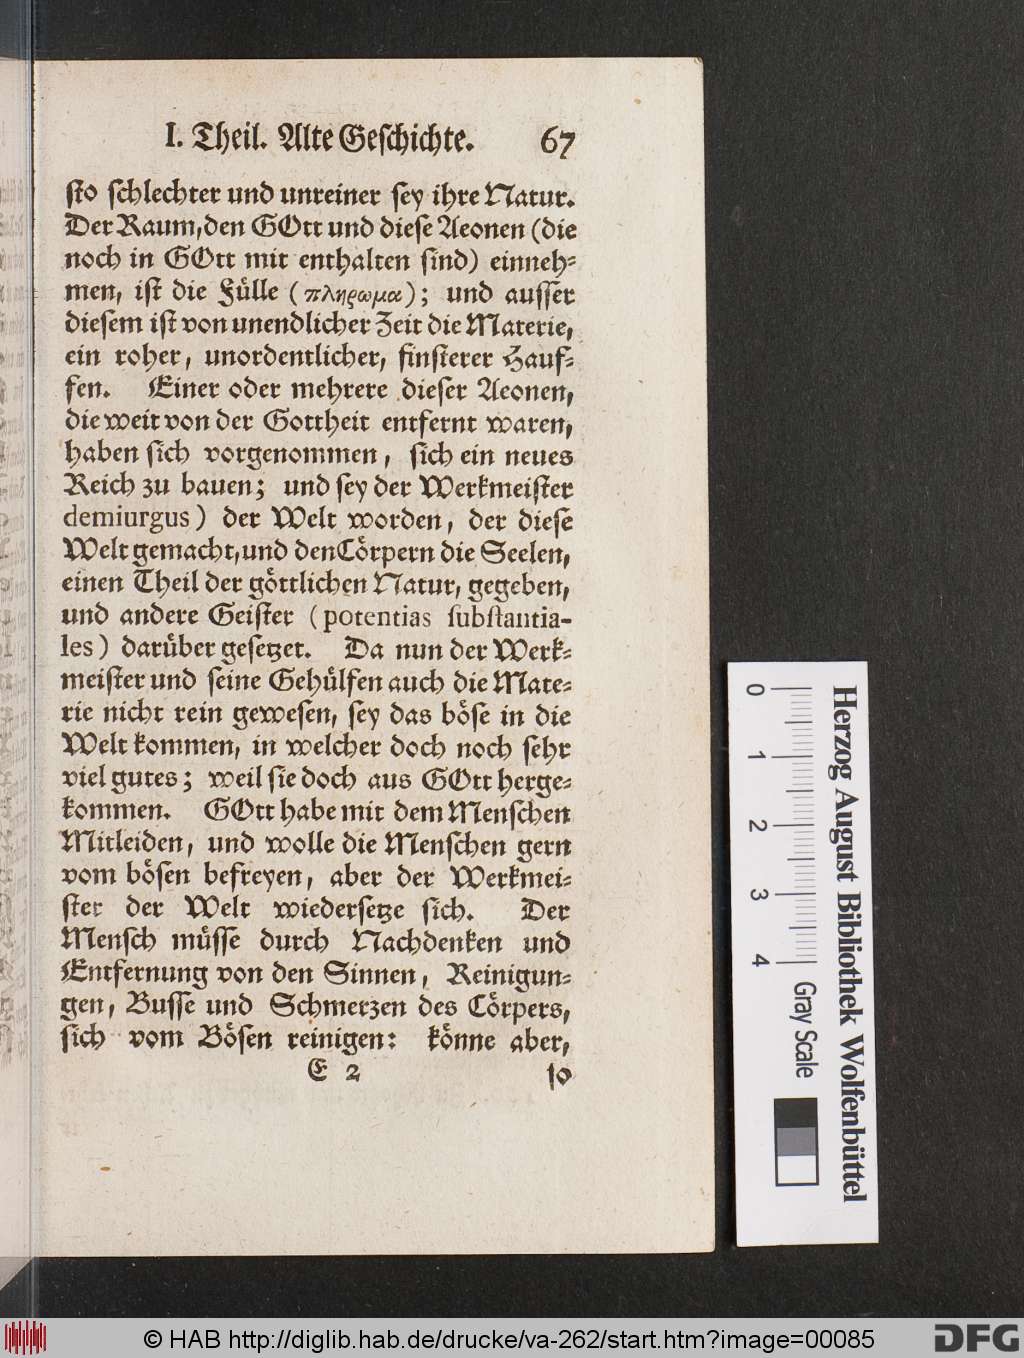 I. Theil. Alte Geschichte. 67
sto schlechter und unreiner sey ihre Natur.
Der Raum, den GOtt und diese Aeonen (die
noch in GOtt mit enthalten sind) einneh-
men, ist die Fülle (πληρωμα); und ausser
diesem ist von unendlicher Zeit die Materie,
ein roher, unordentlicher, finsterer Hauf-
fen. Einer oder mehrere dieser Aeonen,
die weit von der Gottheit entfernt waren,
haben sich vorgenommen, sich ein neues
Reich zu bauen; und sey der Werkmeister
demiurgus) der Welt worden, der diese
Welt gemacht, und den Cörpern die Seelen,
einen Theil der göttlichen Natur, gegeben,
und andere Geister (potentias substantia-
les) darüber gesetzet. Da nun der Werk-
meister und seine Gehülfen auch die Mate-
rie nicht rein gewesen, sey das böse in die
Welt kommen, in welcher doch noch sehr
viel gutes; weil sie doch aus GOtt herge-
kommen. GOtt habe mit dem Menschen
Mitleiden, und wolle die Menschen gern
vom bösen befreyen, aber der Werkmei-
ster der Welt wiedersetze sich. Der
Mensch müsse durch Nachdenken und
Entfernung von den Sinnen, Reinigun-
gen, Busse und Schmerzen des Cörpers,
sich vom Bösen reinigen: könne aber,
E 2 so
0 1 2 3 4
Gray Scale
Herzog August Bibliothek Wolfenbüttel
© HAB http://diglib.hab.de/drucke/va-262/start.htm?image=00085
DFG